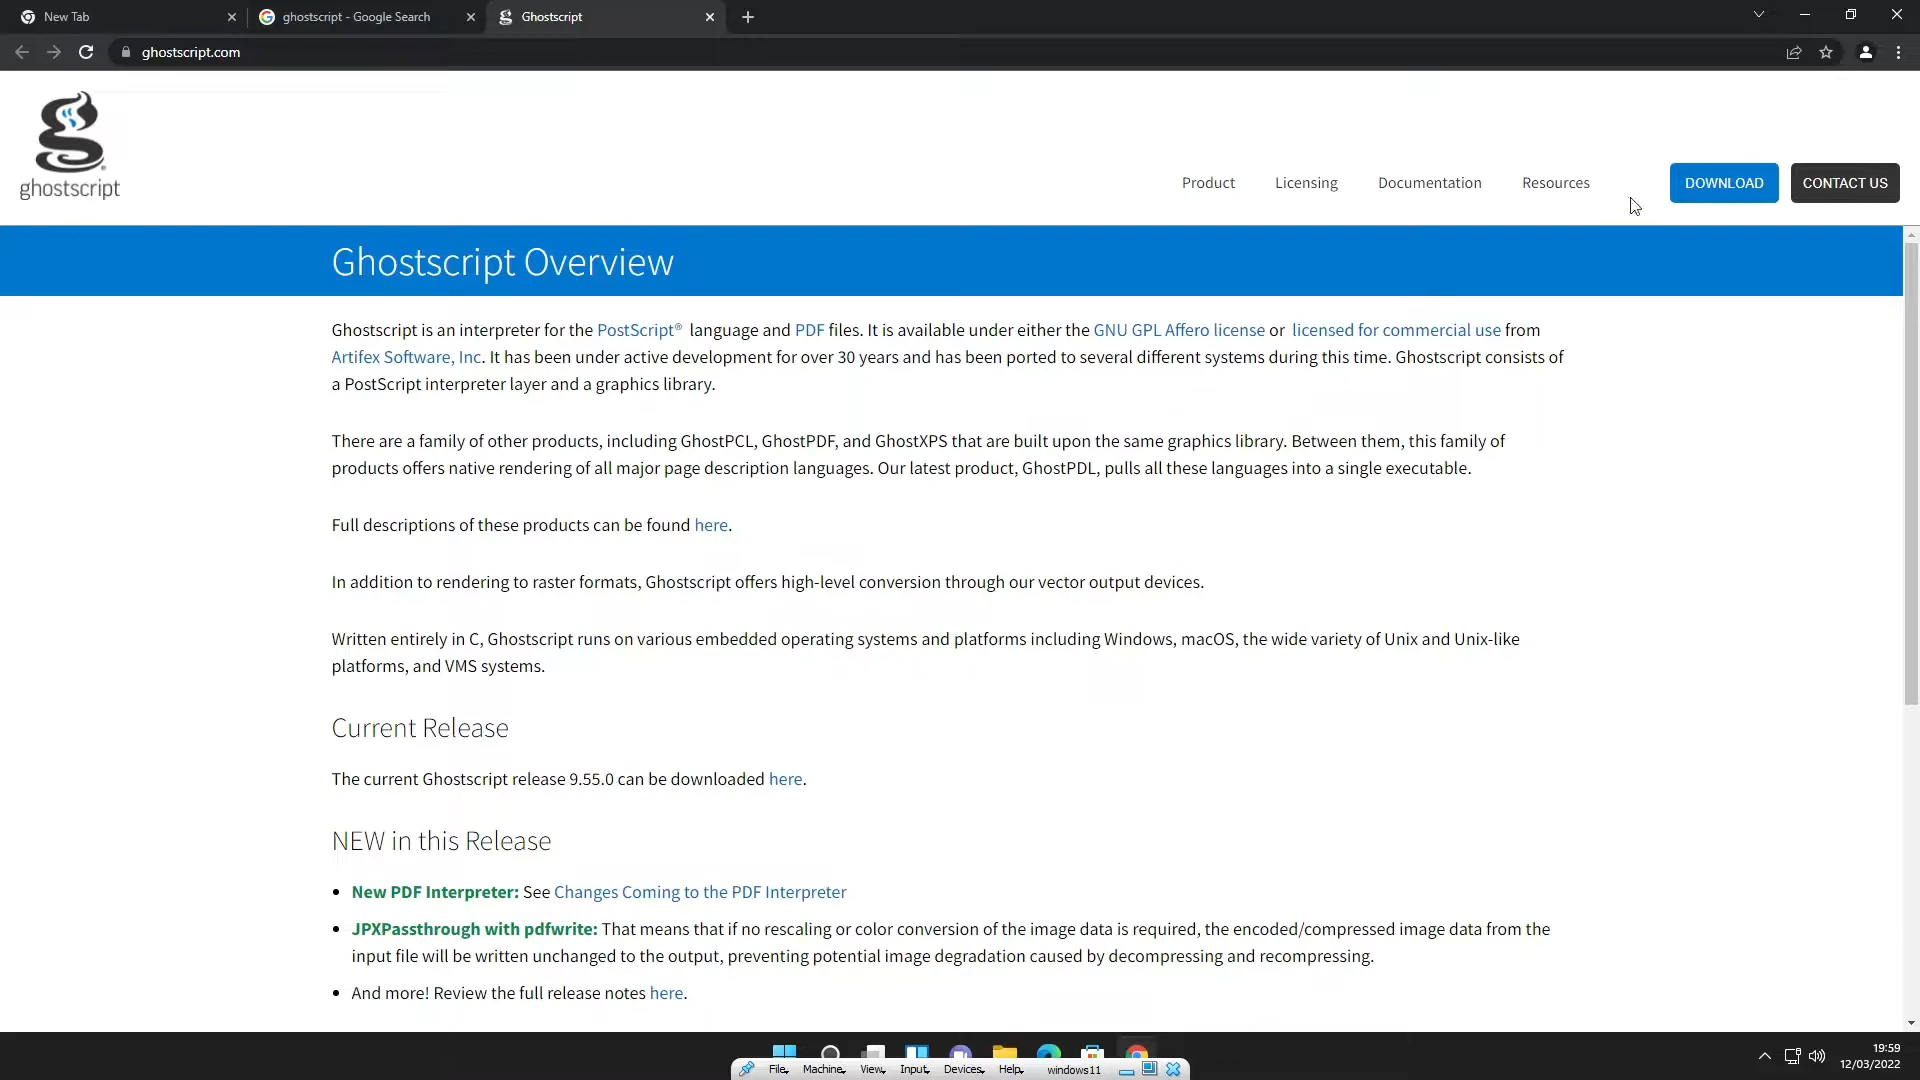 New Tab
ghostscript - Google Search
Ghostscript
ghostscript.com
ghostscript
Product
Licensing
Documentation
Resources
DOWNLOAD
CONTACT US
Ghostscript Overview
Ghostscript is an interpreter for the PostScript® language and PDF files. It is available under either the GNU GPL Affero license or licensed for commercial use from
Artifex Software, Inc. It has been under active development for over 30 years and has been ported to several different systems during this time. Ghostscript consists of
a PostScript interpreter layer and a graphics library.
There are a family of other products, including GhostPCL, GhostPDF, and GhostXPS that are built upon the same graphics library. Between them, this family of
products offers native rendering of all major page description languages. Our latest product, GhostPDL, pulls all these languages into a single executable.
Full descriptions of these products can be found here.
In addition to rendering to raster formats, Ghostscript offers high-level conversion through our vector output devices.
Written entirely in C, Ghostscript runs on various embedded operating systems and platforms including Windows, macOS, the wide variety of Unix and Unix-like
platforms, and VMS systems.
Current Release
The current Ghostscript release 9.55.0 can be downloaded here.
NEW in this Release
• New PDF Interpreter: See Changes Coming to the PDF Interpreter
• JPXPassthrough with pdfwrite: That means that if no rescaling or color conversion of the image data is required, the encoded/compressed image data from the
input file will be written unchanged to the output, preventing potential image degradation caused by decompressing and recompressing.
• And more! Review the full release notes here.
File
Machine
View
Input
Devices
Help
windows11
19:59
12/03/2022